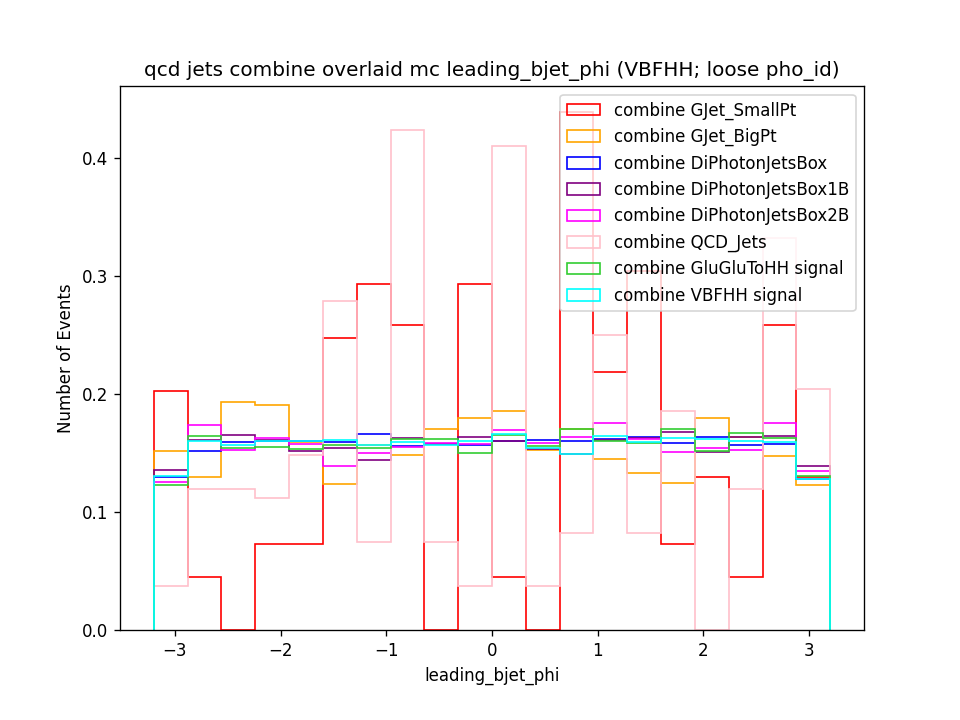 qcd jets combine overlaid mc leading_bjet_phi (VBFHH; loose pho_id)
combine GJet_SmallPt
combine GJet_BigPt
combine DiPhotonJetsBox
combine DiPhotonJetsBox1B
combine DiPhotonJetsBox2B
combine QCD_Jets
combine GluGluToHH signal
combine VBFHH signal
Number of Events
0.4
0.3
0.2
0.1
0.0
−3 −2 −1 0 1 2 3
leading_bjet_phi